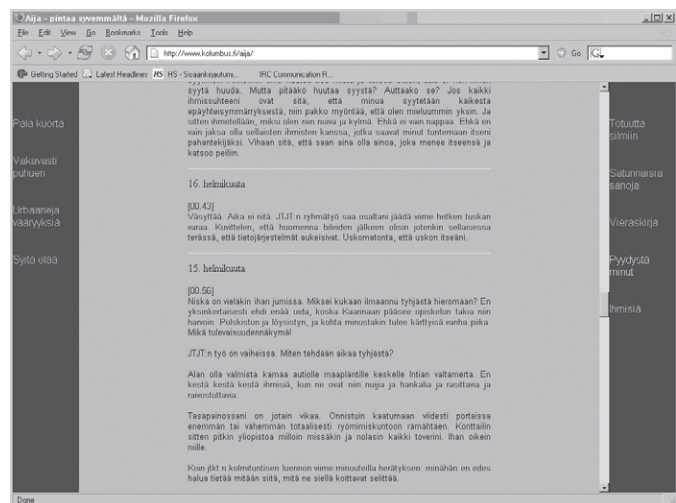 Aija - pintaa syvemmältä - Mozilla Firefox
File Edit View Go Bookmarks Tools Help
http://www.kolumbus.fi/aija/
Go
G,
Getting Started Latest Headlines HS HS - Sisäänkirjautumi... IRC Communication R...
syytä huuda. Mutta pitääkö huutaa syystä? Auttaako se? Jos kaikki
ihmissuhteeni ovat sitä, että minua syytetään kaikesta
epäyhteisymmärryksestä, niin pakko myöntää, että olen mieluummin yksin. Ja
sitten ihmetellään, miksi olen niin nuiva ja kylmä. Ehkä ei vain nappaa. Ehkä en
vain jaksa olla sellaisten ihmisten kanssa, jotka saavat minut tuntemaan itseni
pahantekijäksi. Vihaan sitä, että saan aina olla ainoa, joka menee itseensä ja
katsoo peiliin.
16. helmikuuta
[00.43]
Väsyttää. Aika ei riitä. JTJT:n ryhmätyö saa osaltani jäädä viime hetken tuskan
varaa. Kuvittelen, että huomenna bileiden jälkeen olisin jotenkin sellaisessa
terässä, että tietojärjestelmät aukeisivat. Uskomatonta, että uskon itseäni.
15. helmikuuta
[00.56]
Niska on vieläkin ihan jumissa. Miksei kukaan ilmaannu tyhjästä hieromaan? En
yksinkertaisesti ehdi enää uida, koska Kaarinaan pääsee opiskelun takia niin
harvoin. Pulskistun ja löysistyn, ja kohta minustakin tulee kärttyisä vanha piika.
Mikä tulevaisuudennäkymä!
JTJT:n työ on vaiheissa. Miten tehdään aikaa tyhjästä?
Alan olla valmista kamaa autiolle maapläntille keskelle Intian valtamerta. En
kestä kestä kestä ihmisiä, kun ne ovat niin nuijia ja hankalia ja rasittavia ja
raivostuttavia.
Tasapainossani on jotain vikaa. Onnistuin kaatumaan viidesti portaissa
enemmän tai vähemmän totaalisesti ryömimiskuntoon rämähtäen. Konttailin
sitten pitkin yliopistoa milloin missäkin ja nolasin kaikki toverini. Ihan oikein
niille.
Koin jtkt:n kolmituntisen luennon viime minuuteilla herätyksen: minähän en edes
halua tietää mitään siitä, mitä ne siellä koittavat selittää.
Pala kuorta
Vakavasti
puhuen
Urbaaneja
vääryyksiä
Syitä elää
Totuutta
silmiin
Satunnaisia
sanoja
Vieraskirja
Pyydystä
minut
Ihmisiä
Done